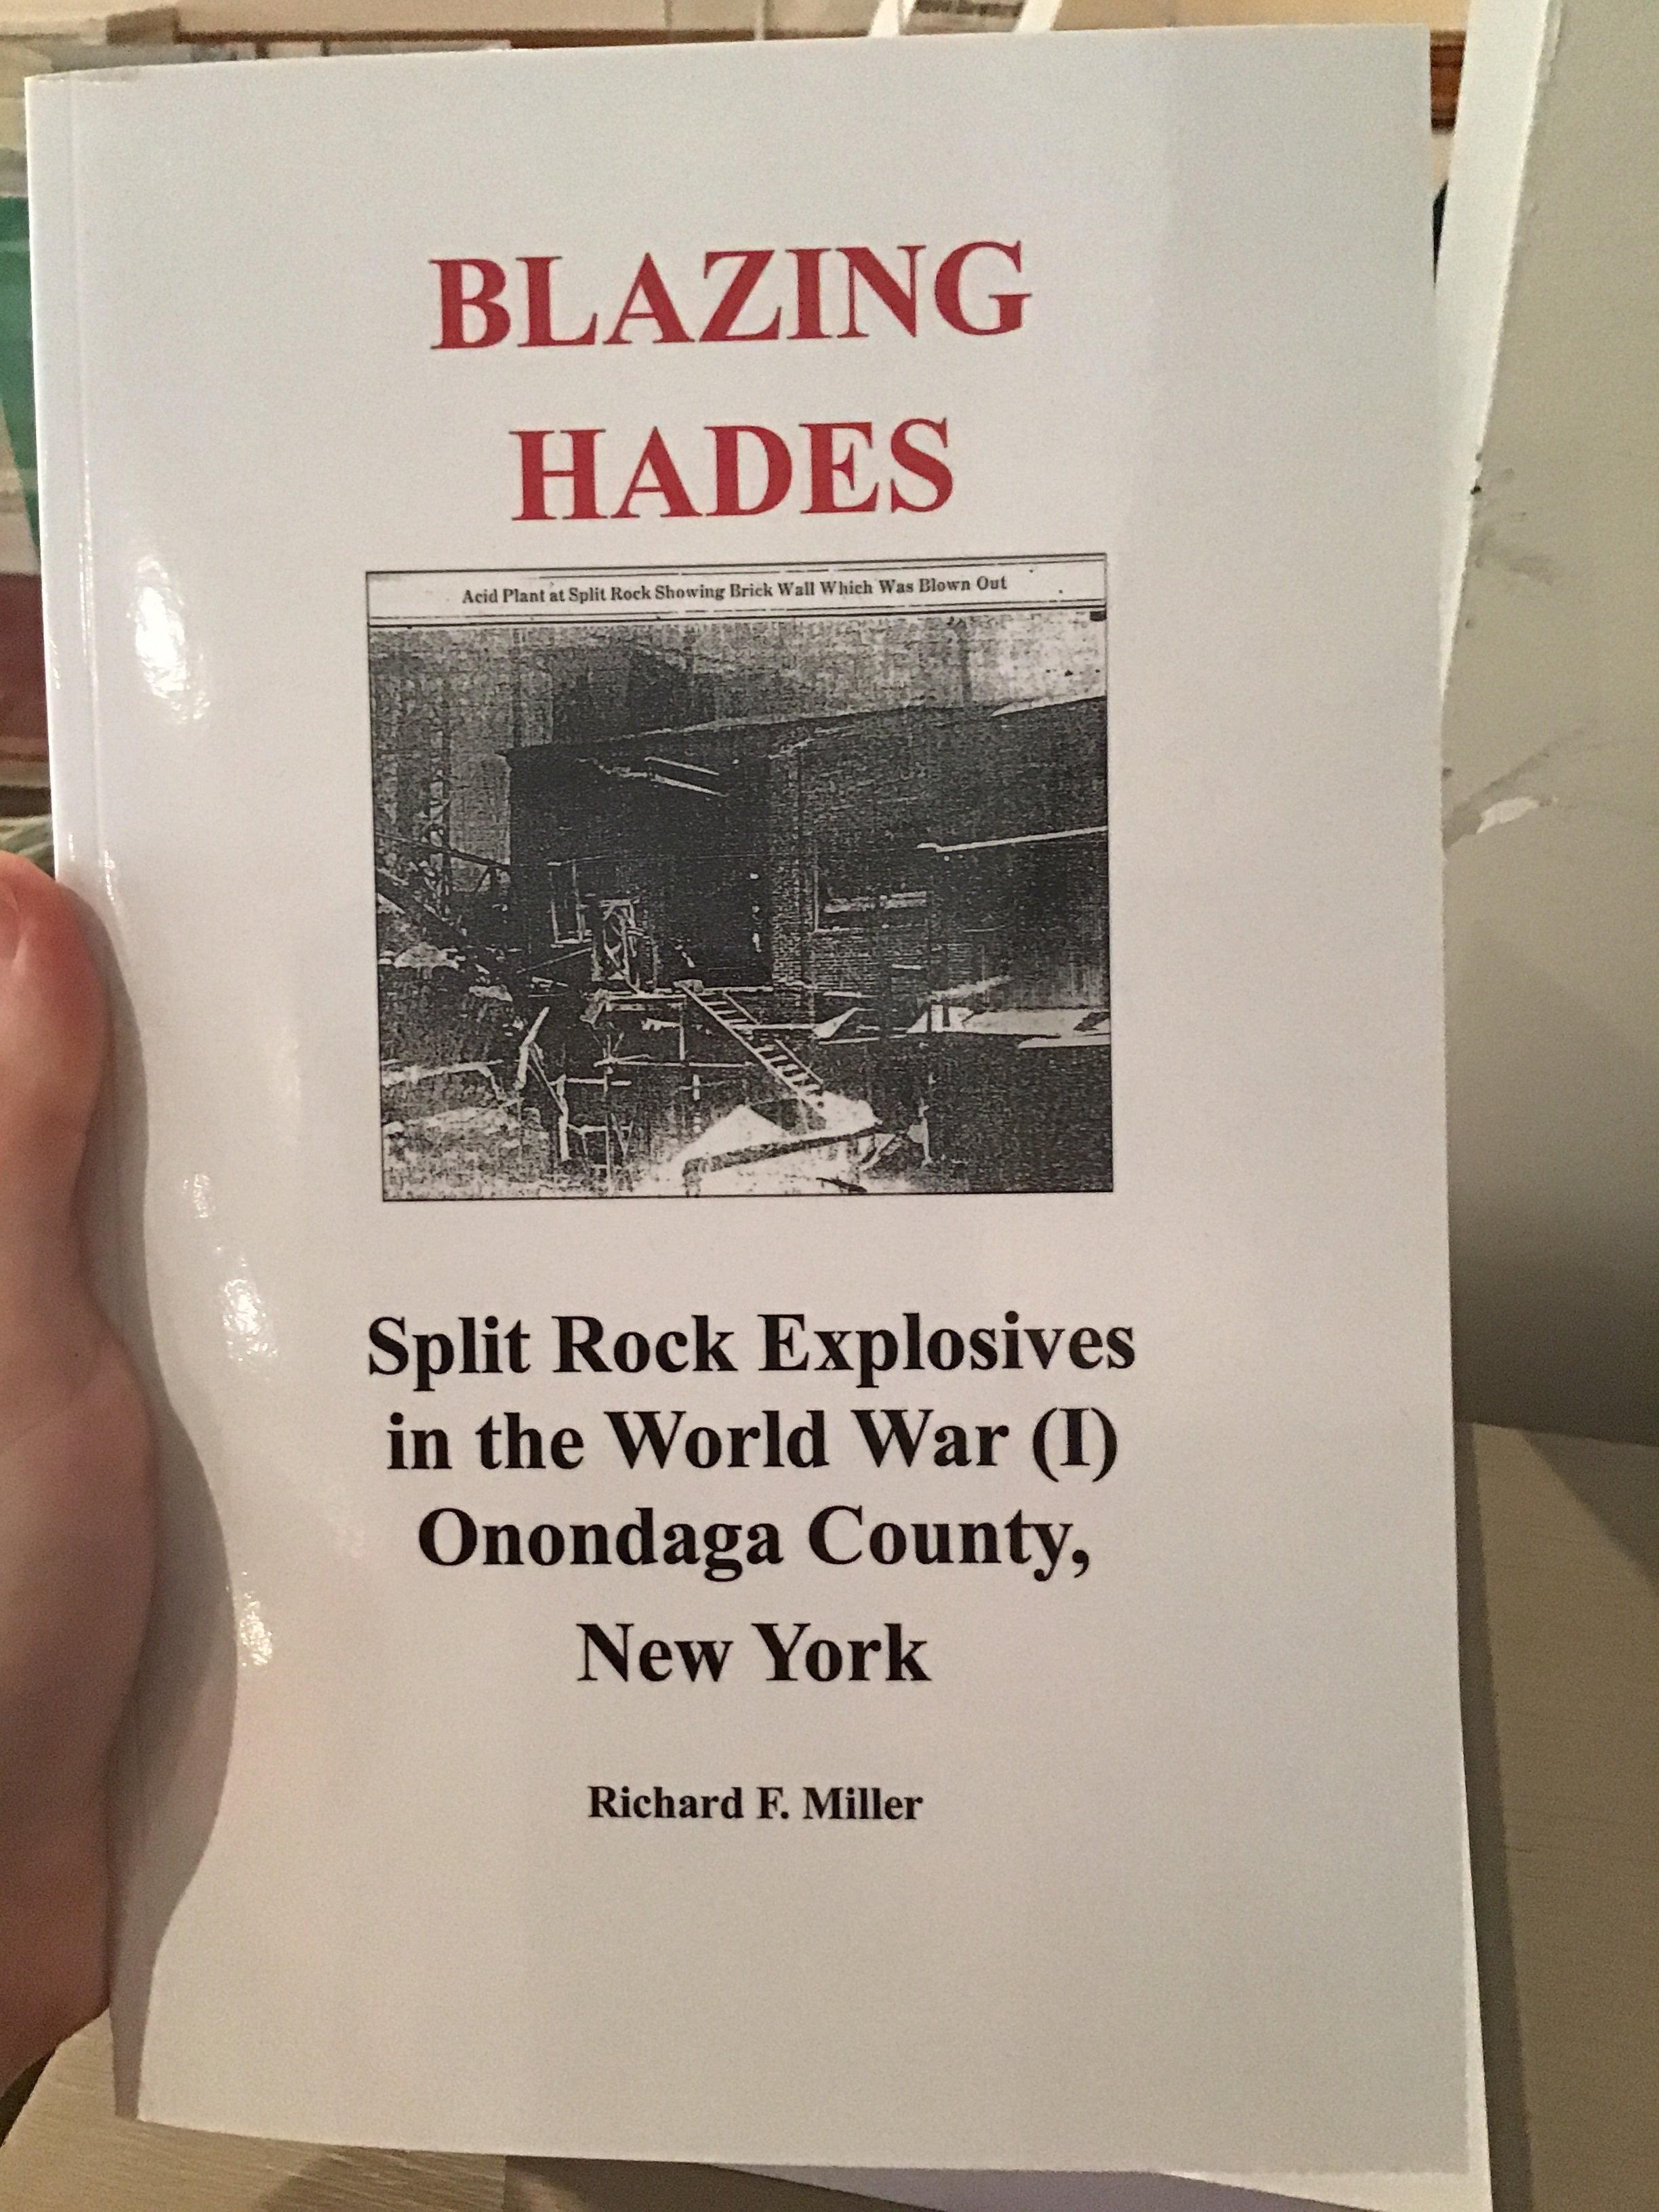 BLAZING
HADES
Acid Plant at Split Rock Showing Brick Wall Which Was Blown Out
Split Rock Explosives
in the World War (I)
Onondaga County,
New York
Richard F. Miller